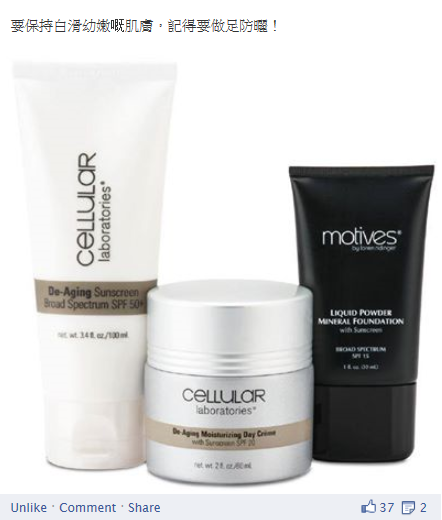 要保持白滑幼嫩嘅肌膚，記得要做足防曬！
CELLULAR
laboratories®
De-Aging Sunscreen
Broad Spectrum SPF 50+
net. wt. 3.4 fl. oz./100 ml.
CELLULAR
laboratories®
De-Aging Moisturizing Day Crème
with Sunscreen SPF 20
net wt. 2 fl. oz./60 ml.
motives®
by loren ridinger
LIQUID POWDER
MINERAL FOUNDATION
with Sunscreen
BROAD SPECTRUM
SPF 15
1 fl. oz. (30 ml)
Unlike · Comment · Share
37
2